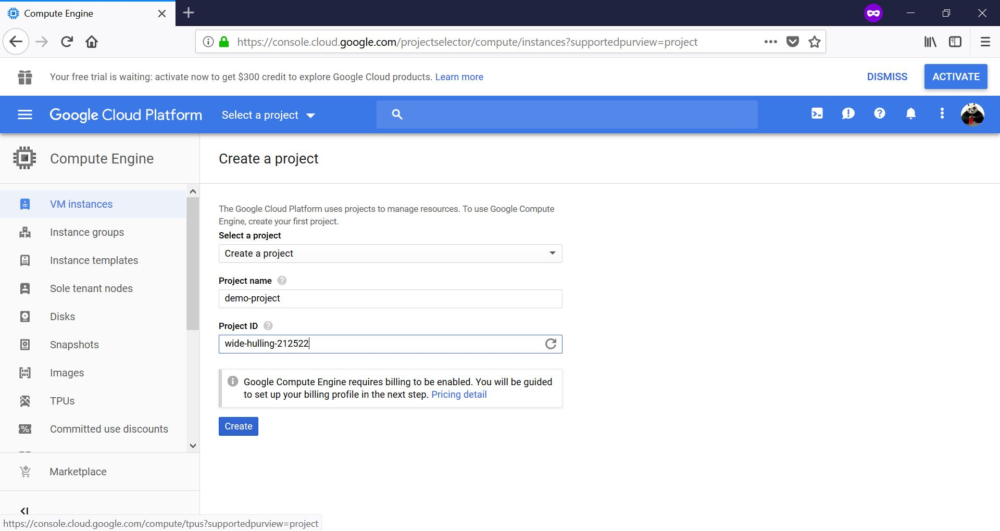 Compute Engine
https://console.cloud.google.com/projectselector/compute/instances?supportedpurview=project
Your free trial is waiting: activate now to get $300 credit to explore Google Cloud products. Learn more
DISMISS
ACTIVATE
Google Cloud Platform
Select a project
Compute Engine
VM instances
Instance groups
Instance templates
Sole tenant nodes
Disks
Snapshots
Images
TPUs
Committed use discounts
Marketplace
Create a project
The Google Cloud Platform uses projects to manage resources. To use Google Compute
Engine, create your first project.
Select a project
Create a project
Project name
demo-project
Project ID
wide-hulling-212522
Google Compute Engine requires billing to be enabled. You will be guided
to set up your billing profile in the next step. Pricing detail
Create
https://console.cloud.google.com/compute/tpus?supportedpurview=project